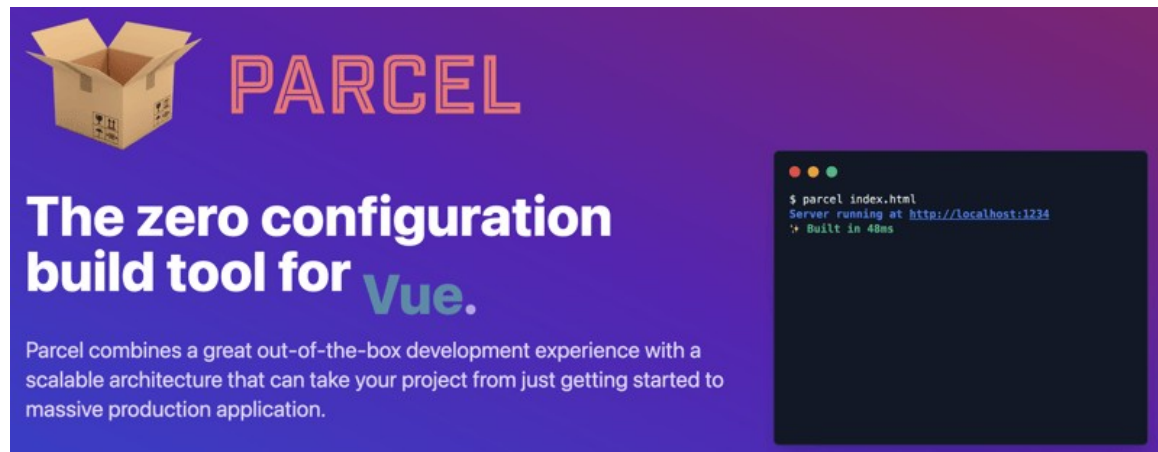 PARCEL
The zero configuration
build tool for Vue.
Parcel combines a great out-of-the-box development experience with a
scalable architecture that can take your project from just getting started to
massive production application.
$ parcel index.html
Server running at http://localhost:1234
✨ Built in 48ms